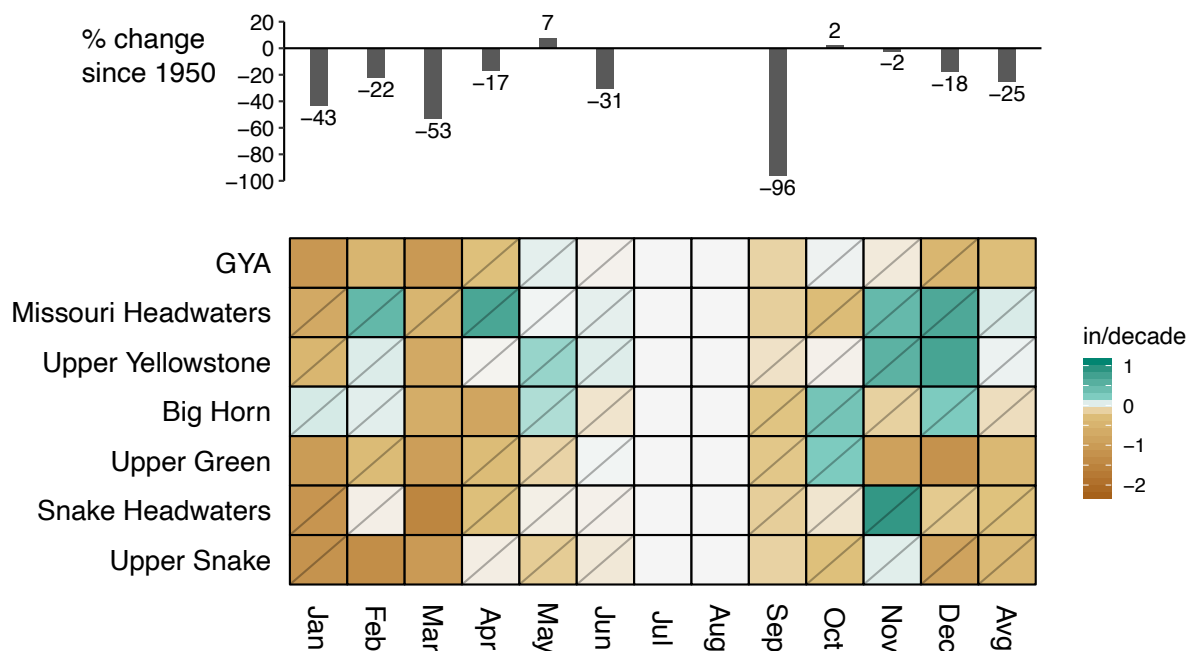 % change
since 1950
20
0
−20
−40
−60
−80
−100
−43
−22
−53
−17
7
−31
−96
2
−2
−18
−25
GYA
Missouri Headwaters
Upper Yellowstone
Big Horn
Upper Green
Snake Headwaters
Upper Snake
Jan
Feb
Mar
Apr
May
Jun
Jul
Aug
Sep
Oct
Nov
Dec
Avg
in/decade
1
0
−1
−2